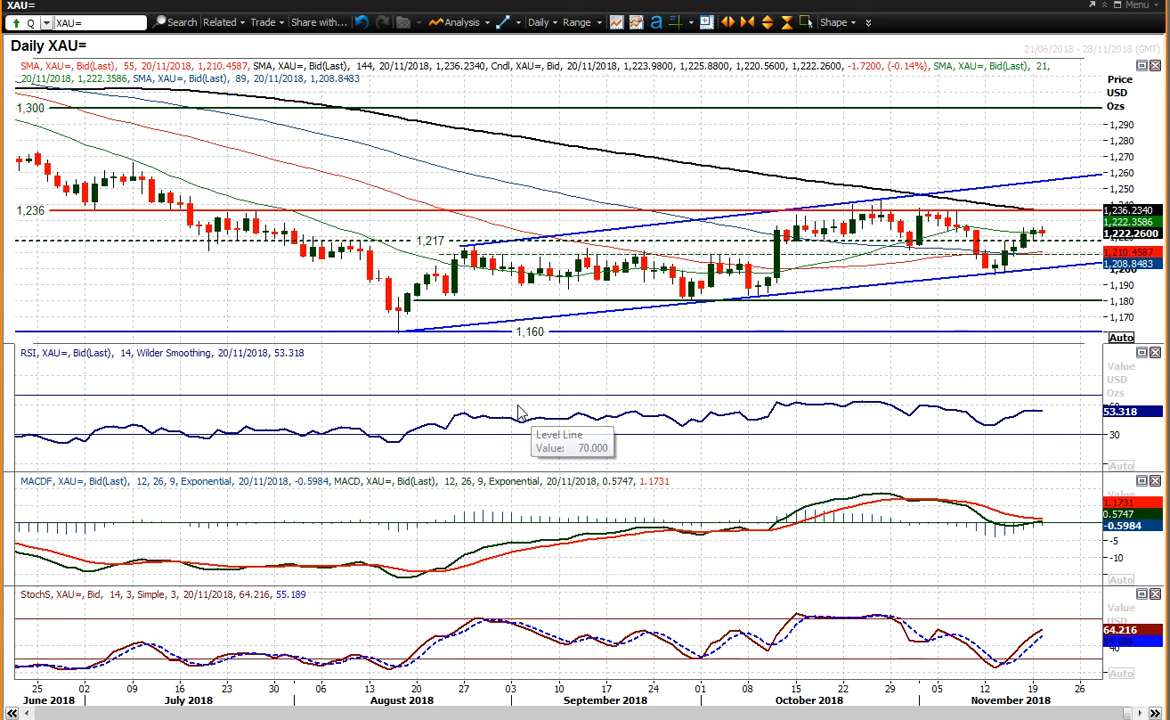 XAU=
Menu
Q XAU= Search Related Trade Share with... Analysis Daily Range a Shape
Daily XAU=
21/06/2018 - 28/11/2018 (GMT)
SMA, XAU=, Bid(Last), 55, 20/11/2018, 1,210.4587, SMA, XAU=, Bid(Last), 144, 20/11/2018, 1,236.2340, Cndl, XAU=, Bid, 20/11/2018, 1,223.9800, 1,225.8800, 1,220.5600, 1,222.2600, -1.7200, (-0.14%), SMA, XAU=, Bid(Last), 21,
20/11/2018, 1,222.3586, SMA, XAU=, Bid(Last), 89, 20/11/2018, 1,208.8483
Price
USD
Ozs
1,300
1,290
1,280
1,270
1,260
1,250
1,236
1,236.2340
1,222.3586
1,217
1,222.2600
1,210.4587
1,208.8483
1,200
1,190
1,180
1,170
1,160
Auto
RSI, XAU=, Bid(Last), 14, Wilder Smoothing, 20/11/2018, 53.318
Value
USD
Ozs
53.318
30
Level Line
Value: 70.000
Auto
MACDF, XAU=, Bid(Last), 12, 26, 9, Exponential, 20/11/2018, -0.5984, MACD, XAU=, Bid(Last), 12, 26, 9, Exponential, 20/11/2018, 0.5747, 1.1731
Value
1.1731
0.5747
-0.5984
-5
-10
Auto
StochS, XAU=, Bid, 14, 3, Simple, 3, 20/11/2018, 64.216, 55.189
Value
USD
64.216
55.189
Auto
25 02 09 16 23 30 06 13 20 27 03 10 17 24 01 08 15 22 29 05 12 19 26
June 2018 July 2018 August 2018 September 2018 October 2018 November 2018